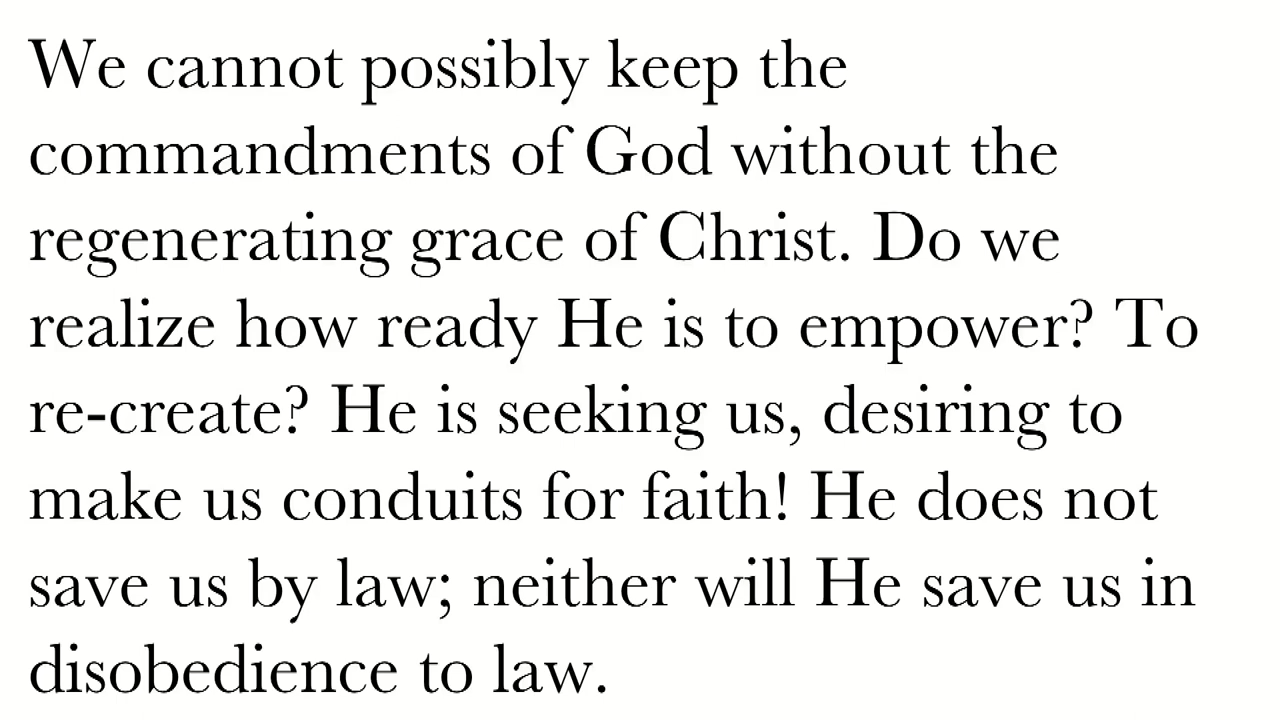 We cannot possibly keep the
commandments of God without the
regenerating grace of Christ. Do we
realize how ready He is to empower? To
re-create? He is seeking us, desiring to
make us conduits for faith! He does not
save us by law; neither will He save us in
disobedience to law.